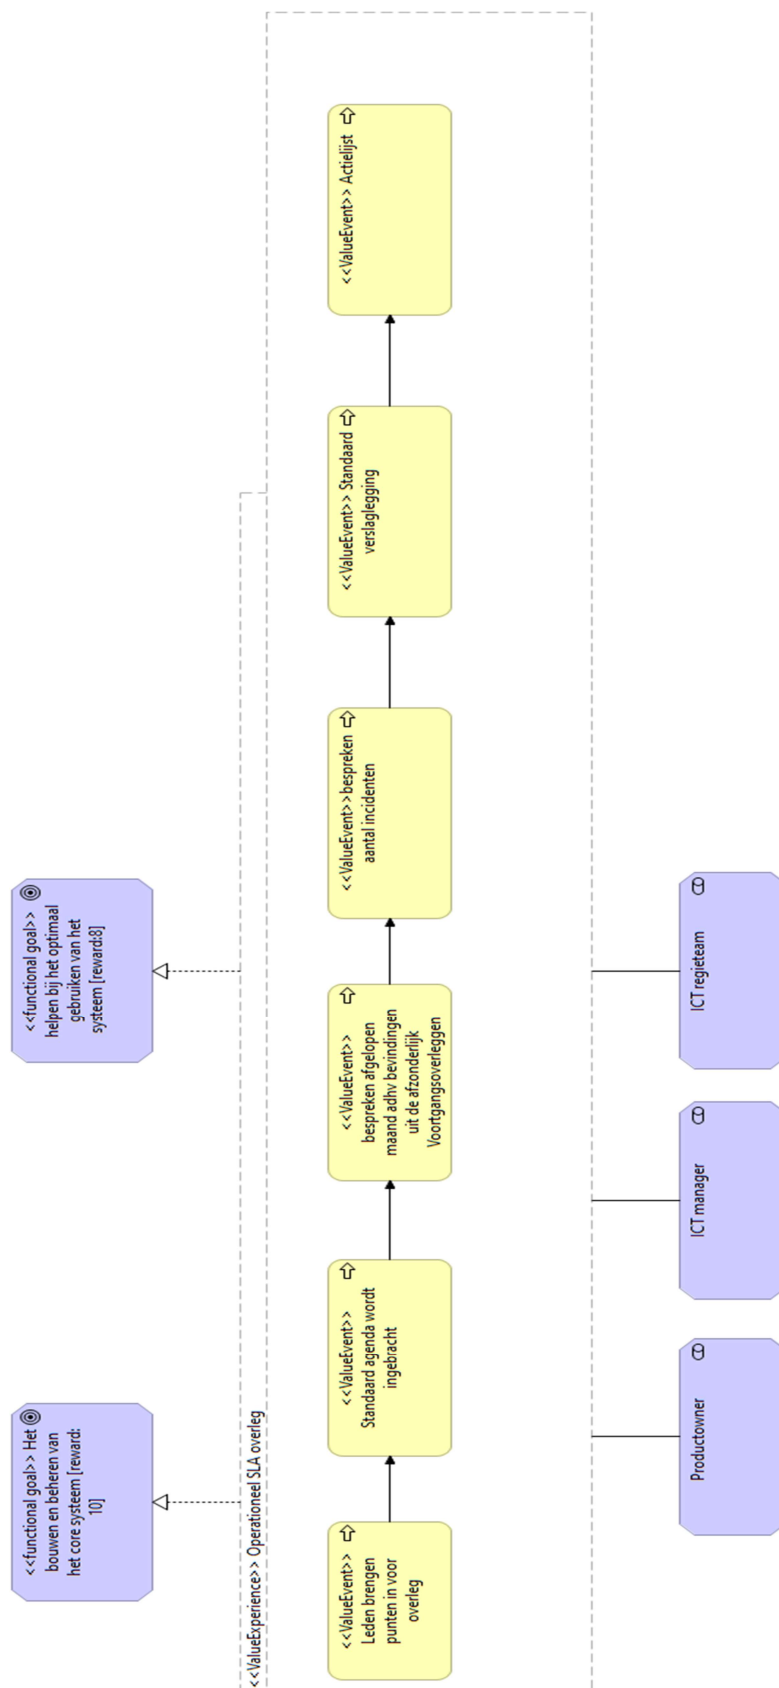 <<functional goal>> Het
bouwen en beheren van
het core systeem [reward:
10]
<<functional goal>>
helpen bij het optimaal
gebruiken van het
systeem [reward:8]
<<ValueExperience>> Operationeel SLA overleg
<<ValueEvent>>
Leden brengen
punten in voor
overleg
<<ValueEvent>>
Standaard agenda wordt
ingebracht
<<ValueEvent>>
bespreken afgelopen
maand adhv bevindingen
uit de afzonderlijk
Voortgangsoverleggen
<<ValueEvent>>bespreken
aantal incidenten
<<ValueEvent>> Standaard
verslaglegging
<<ValueEvent>> Actielijst
Productowner
ICT manager
ICT regieteam